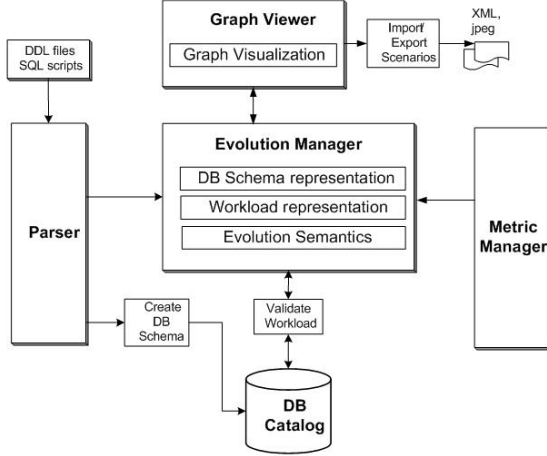 Graph Viewer
Graph Visualization
Import/
Export
Scenarios
XML,
jpeg
DDL files
SQL scripts
Evolution Manager
DB Schema representation
Workload representation
Evolution Semantics
Parser
Metric
Manager
Create
DB
Schema
Validate
Workload
DB
Catalog